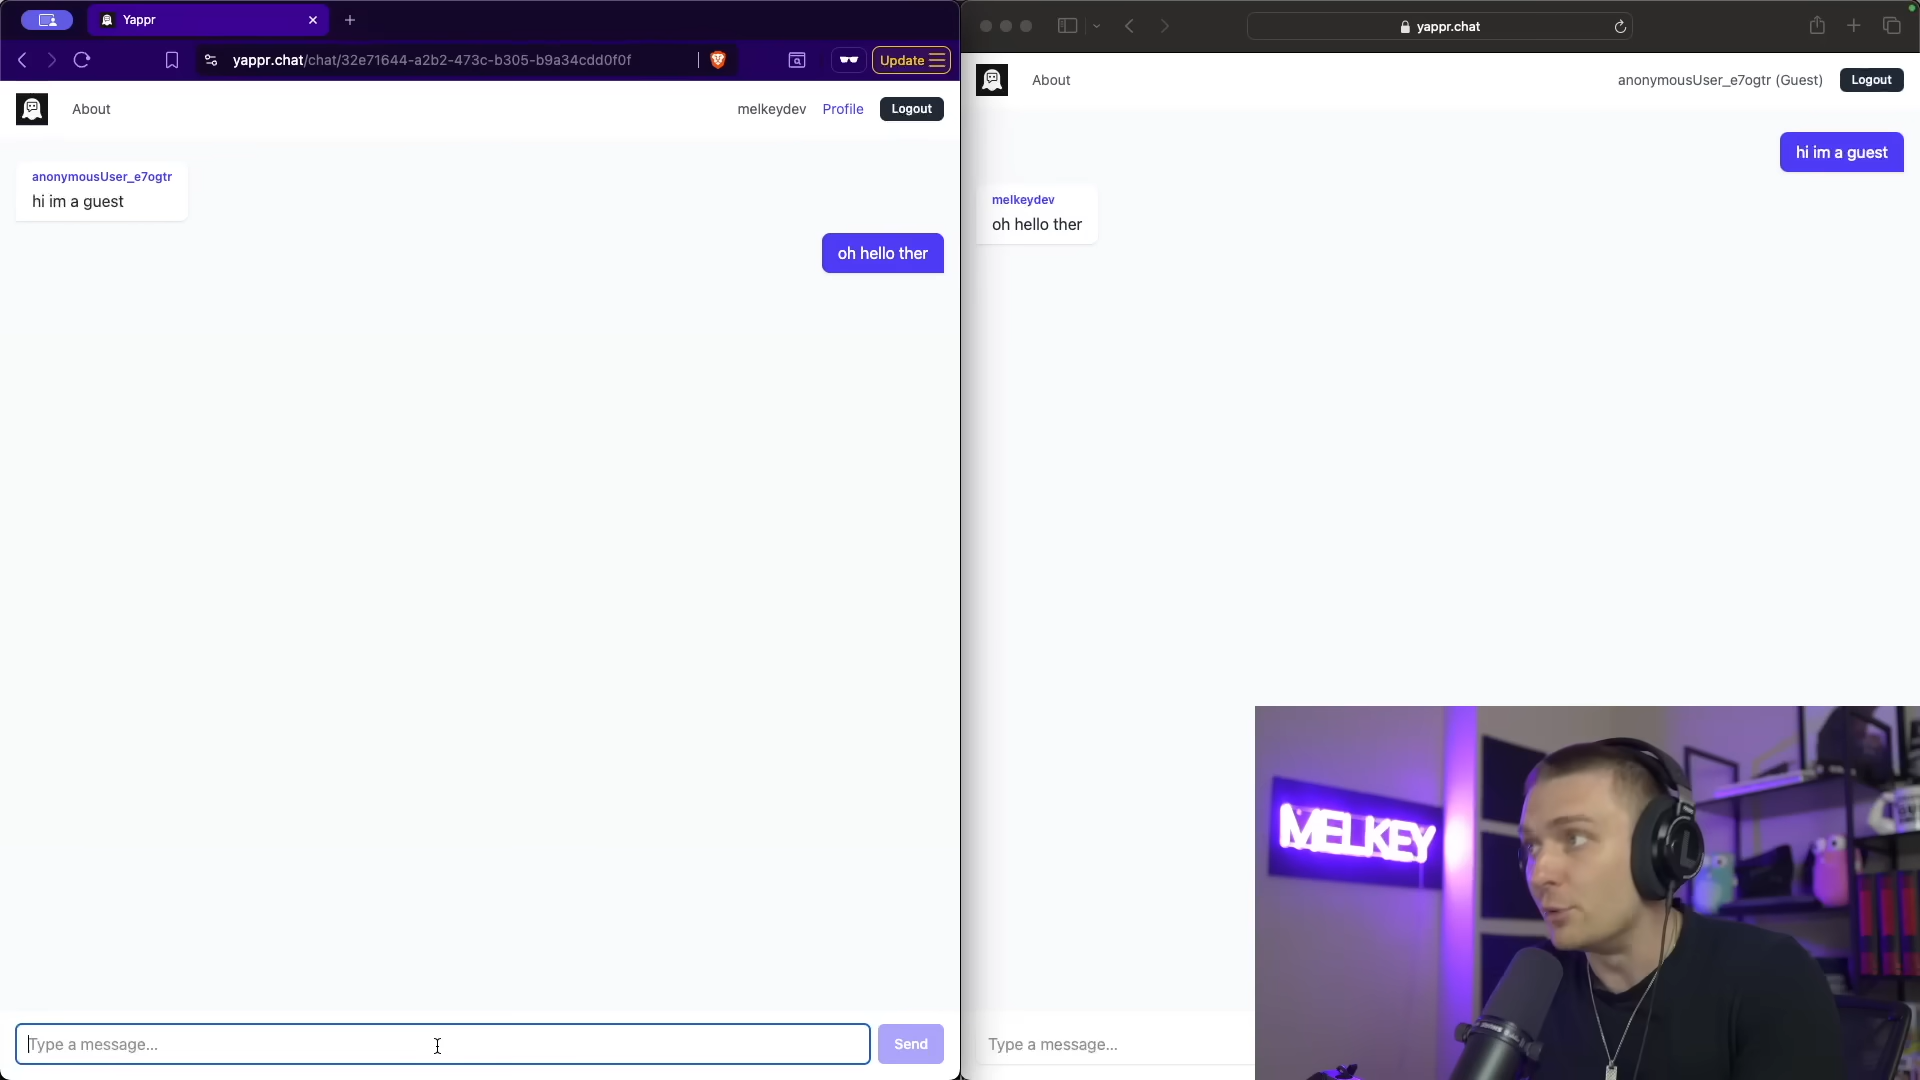 Yappr
yappr.chat/chat/32e71644-a2b2-473c-b305-b9a34cdd0f0f
Update
About
melkeydev
Profile
Logout
anonymousUser_e7ogtr
hi im a guest
oh hello ther
Type a message...
Send
yappr.chat
About
anonymousUser_e7ogtr (Guest)
Logout
hi im a guest
melkeydev
oh hello ther
Type a message...
MELKEY